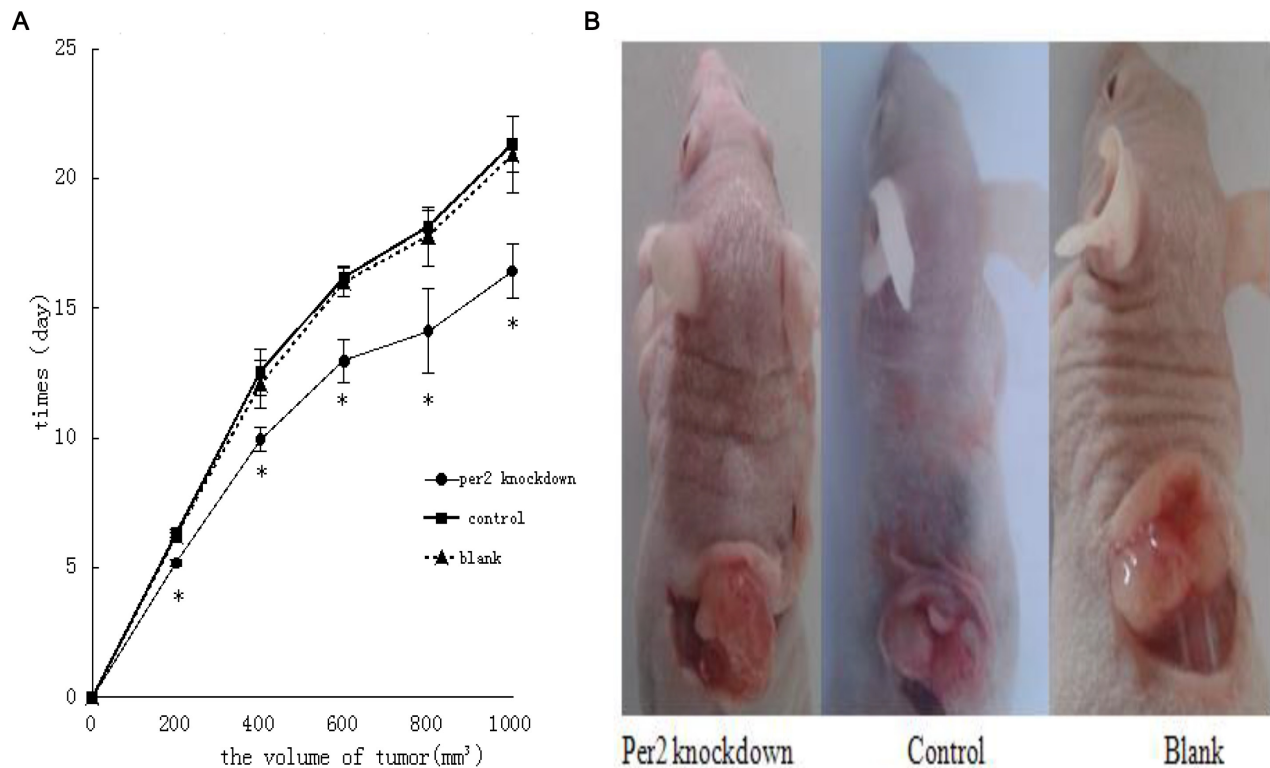 A
B
25
20
15
10
5
0
times (day)
*
*
*
*
*
per2 knockdown
control
blank
0 200 400 600 800 1000
the volume of tumor(mm³)
Per2 knockdown Control Blank